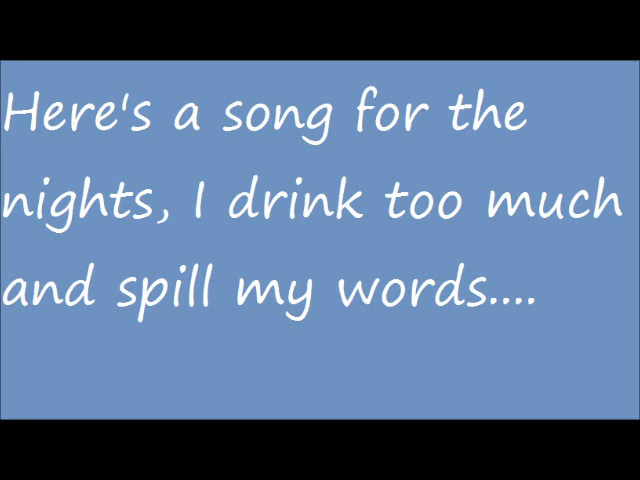 Here's a song for the
nights, I drink too much
and spill my words....